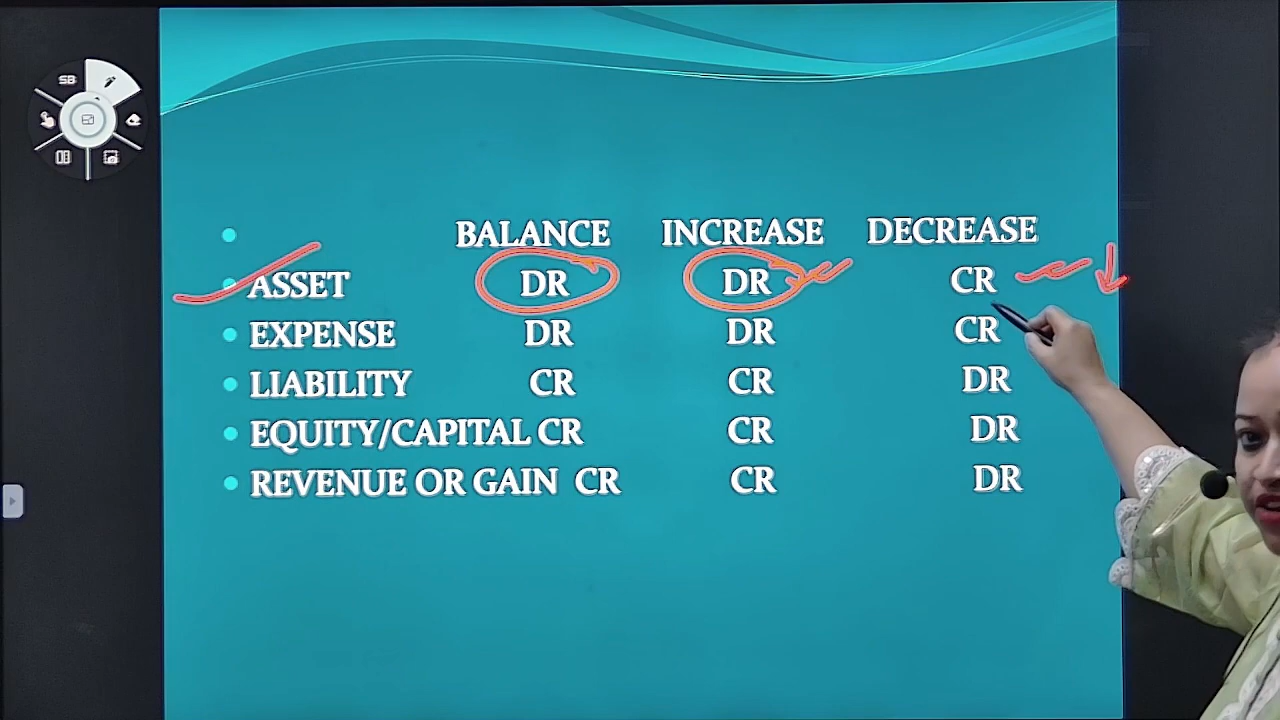 SB
BALANCE INCREASE DECREASE
ASSET DR DR CR
EXPENSE DR DR CR
LIABILITY CR CR DR
EQUITY/CAPITAL CR CR DR
REVENUE OR GAIN CR CR DR